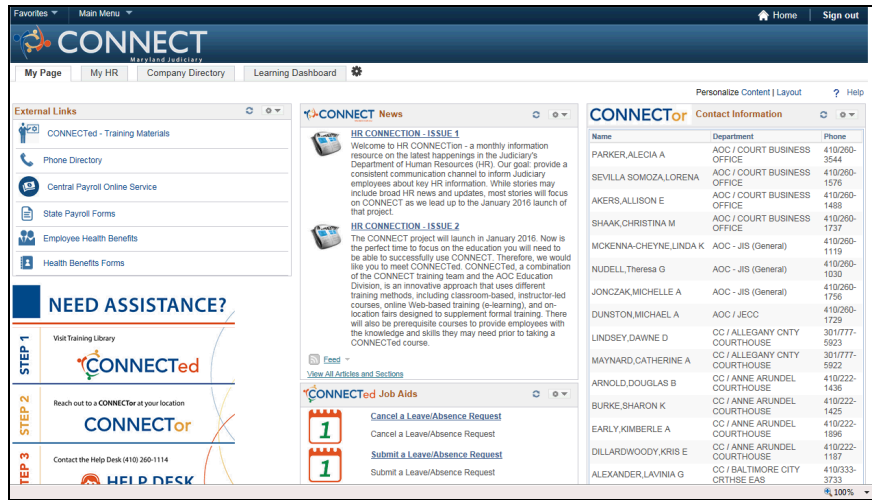 Favorites Main Menu Home Sign out
CONNECT
Maryland Judiciary
My Page My HR Company Directory Learning Dashboard
Personalize Content | Layout ? Help
External Links
CONNECTed - Training Materials
Phone Directory
Central Payroll Online Service
State Payroll Forms
Employee Health Benefits
Health Benefits Forms
NEED ASSISTANCE?
STEP 1
Visit Training Library
CONNECTed
STEP 2
Reach out to a CONNECTor at your location
CONNECTor
STEP 3
Contact the Help Desk (410) 260-1114
HELP DESK
CONNECT News
HR CONNECTION - ISSUE 1
Welcome to HR CONNECTion - a monthly information
resource on the latest happenings in the Judiciary's
Department of Human Resources (HR). Our goal: provide a
consistent communication channel to inform Judiciary
employees about key HR information. While stories may
include broad HR news and updates, most stories will focus
on CONNECT as we lead up to the January 2016 launch of
that project.
HR CONNECTION - ISSUE 2
The CONNECT project will launch in January 2016. Now is
the perfect time to focus on the education you will need to
be able to successfully use CONNECT. Therefore, we would
like you to meet CONNECTed. CONNECTed, a combination
of the CONNECT training team and the AOC Education
Division, is an innovative approach that uses different
training methods, including classroom-based, instructor-led
courses, online Web-based training (e-learning), and on-
location fairs designed to supplement formal training. There
will also be prerequisite courses to provide employees with
the knowledge and skills they may need prior to taking a
CONNECTed course.
Feed
View All Articles and Sections
CONNECTed Job Aids
1
Cancel a Leave/Absence Request
Cancel a Leave/Absence Request
1
Submit a Leave/Absence Request
Submit a Leave/Absence Request
CONNECTor Contact Information
Name Department Phone
PARKER,ALECIA A AOC / COURT BUSINESS OFFICE 410/260-3544
SEVILLA SOMOZA,LORENA AOC / COURT BUSINESS OFFICE 410/260-1576
AKERS,ALLISON E AOC / COURT BUSINESS OFFICE 410/260-1488
SHAAK,CHRISTINA M AOC / COURT BUSINESS OFFICE 410/260-1737
MCKENNA-CHEYNE,LINDA K AOC - JIS (General) 410/260-1119
NUDELL,Theresa G AOC - JIS (General) 410/260-1030
JONCZAK,MICHELLE A AOC - JIS (General) 410/260-1756
DUNSTON,MICHAEL A AOC / JECC 410/260-1729
LINDSEY,DAWNE D CC / ALLEGANY CNTY COURTHOUSE 301/777-5923
MAYNARD,CATHERINE A CC / ALLEGANY CNTY COURTHOUSE 301/777-5922
ARNOLD,DOUGLAS B CC / ANNE ARUNDEL COURTHOUSE 410/222-1436
BURKE,SHARON K CC / ANNE ARUNDEL COURTHOUSE 410/222-1425
EARLY,KIMBERLE A CC / ANNE ARUNDEL COURTHOUSE 410/222-1896
DILLARDWOODY,KRIS E CC / ANNE ARUNDEL COURTHOUSE 410/222-1187
ALEXANDER,LAVINIA G CC / BALTIMORE CITY CRTHSE EAS 410/333-3733
100%